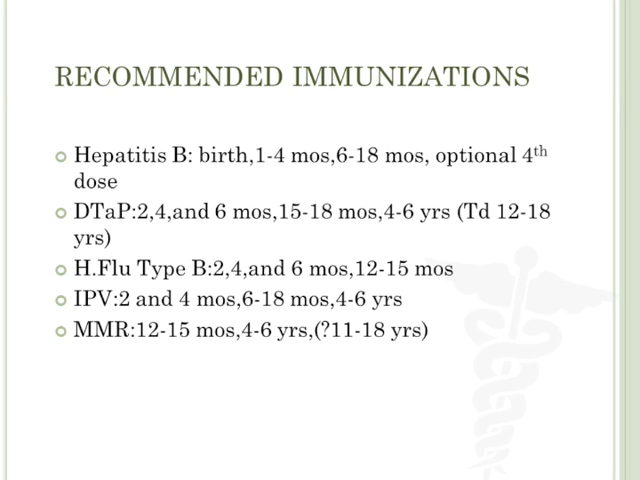 RECOMMENDED IMMUNIZATIONS
Hepatitis B: birth,1-4 mos,6-18 mos, optional 4th
dose
DTaP:2,4,and 6 mos,15-18 mos,4-6 yrs (Td 12-18
yrs)
H.Flu Type B:2,4,and 6 mos,12-15 mos
IPV:2 and 4 mos,6-18 mos,4-6 yrs
MMR:12-15 mos,4-6 yrs,(?11-18 yrs)